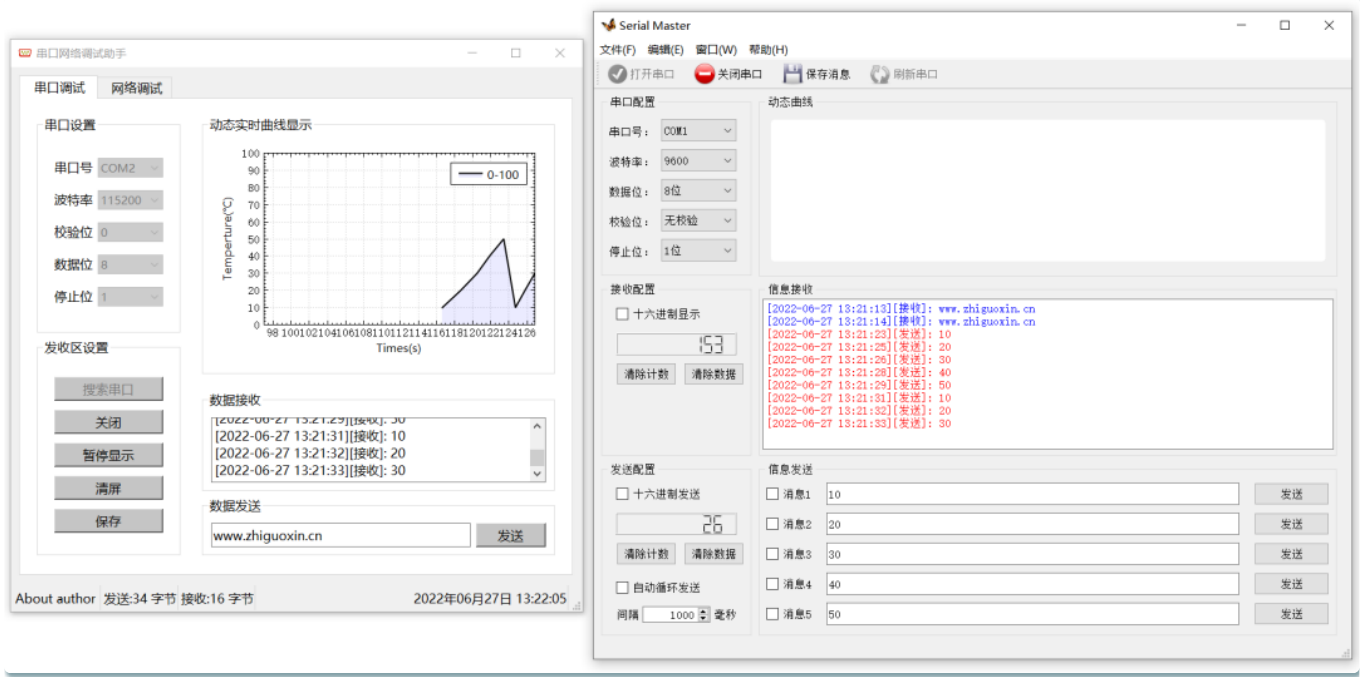 串口网络调试助手
串口调试 网络调试
串口设置
串口号 COM2
波特率 115200
校验位 0
数据位 8
停止位 1
发收区设置
搜索串口
关闭
暂停显示
清屏
保存
动态实时曲线显示
Temperture(℃)
100
90
80
70
60
50
40
30
20
10
0
0-100
98 100102104106108110112114116118120122124126
Times(s)
数据接收
[2022-06-27 13:21:29][接收]: 50
[2022-06-27 13:21:31][接收]: 10
[2022-06-27 13:21:32][接收]: 20
[2022-06-27 13:21:33][接收]: 30
数据发送
www.zhiguoxin.cn 发送
About author 发送:34 字节 接收:16 字节 2022年06月27日 13:22:05
Serial Master
文件(F) 编辑(E) 窗口(W) 帮助(H)
打开串口 关闭串口 保存消息 刷新串口
串口配置
串口号： COM1
波特率： 9600
数据位： 8位
校验位： 无校验
停止位： 1位
动态曲线
接收配置
十六进制显示
153
清除计数 清除数据
信息接收
[2022-06-27 13:21:13][接收]: www.zhiguoxin.cn
[2022-06-27 13:21:14][接收]: www.zhiguoxin.cn
[2022-06-27 13:21:23][发送]: 10
[2022-06-27 13:21:25][发送]: 20
[2022-06-27 13:21:26][发送]: 30
[2022-06-27 13:21:28][发送]: 40
[2022-06-27 13:21:29][发送]: 50
[2022-06-27 13:21:31][发送]: 10
[2022-06-27 13:21:32][发送]: 20
[2022-06-27 13:21:33][发送]: 30
发送配置
十六进制发送
26
清除计数 清除数据
自动循环发送
间隔 1000 毫秒
信息发送
消息1 10 发送
消息2 20 发送
消息3 30 发送
消息4 40 发送
消息5 50 发送